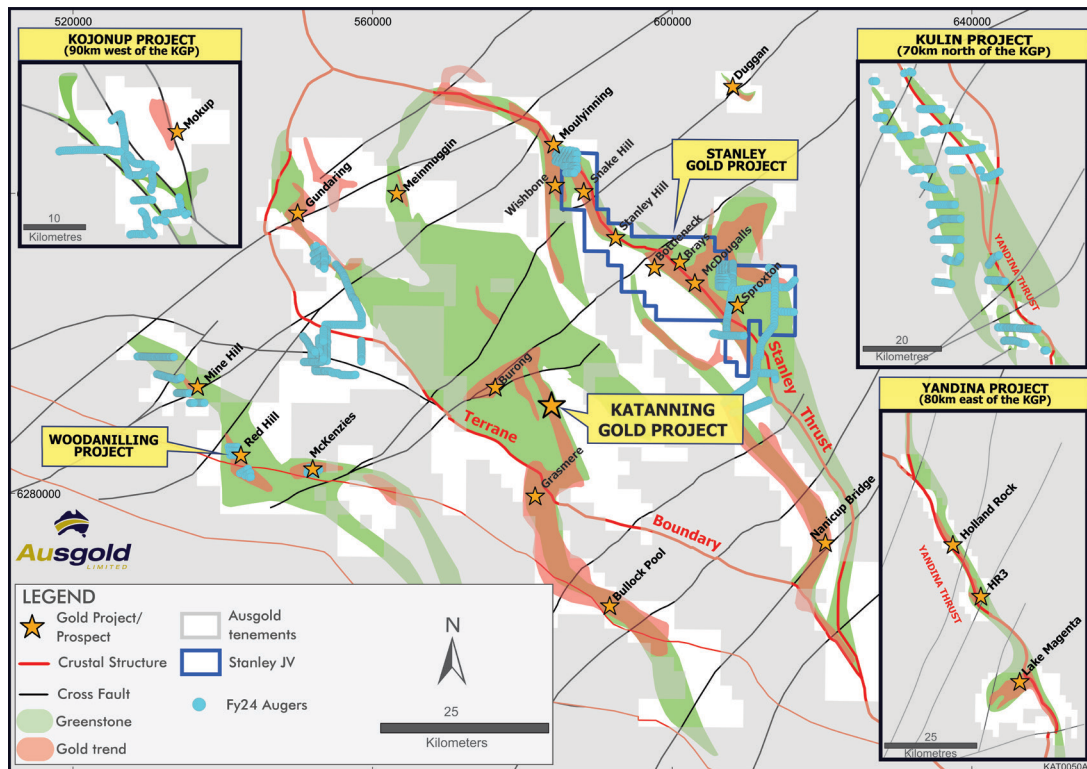 520000
560000
600000
640000
KOJONUP PROJECT
(90km west of the KGP)
Mokup
10
Kilometres
KULIN PROJECT
(70km north of the KGP)
YANDINA THRUST
20
Kilometres
Duggan
Moulyinning
Meinmuggin
Gundaring
Wishbone
Snake Hill
STANLEY
GOLD PROJECT
Stanley Hill
Bottleneck
Brays
McDougalls
Sproxton
Mine Hill
Burong
Stanley
Thrust
KATANNING
GOLD PROJECT
Terrane
Boundary
WOODANILLING
PROJECT
Red Hill
McKenzies
Grasmere
Nanicup Bridge
Bullock Pool
6280000
Ausgold
LIMITED
YANDINA PROJECT
(80km east of the KGP)
Holland Rock
YANDINA THRUST
HR3
Lake Magenta
25
Kilometres
LEGEND
Gold Project/
Prospect
Crustal Structure
Cross Fault
Greenstone
Gold trend
Ausgold
tenements
Stanley JV
Fy24 Augers
N
25
Kilometers
KAT0050A